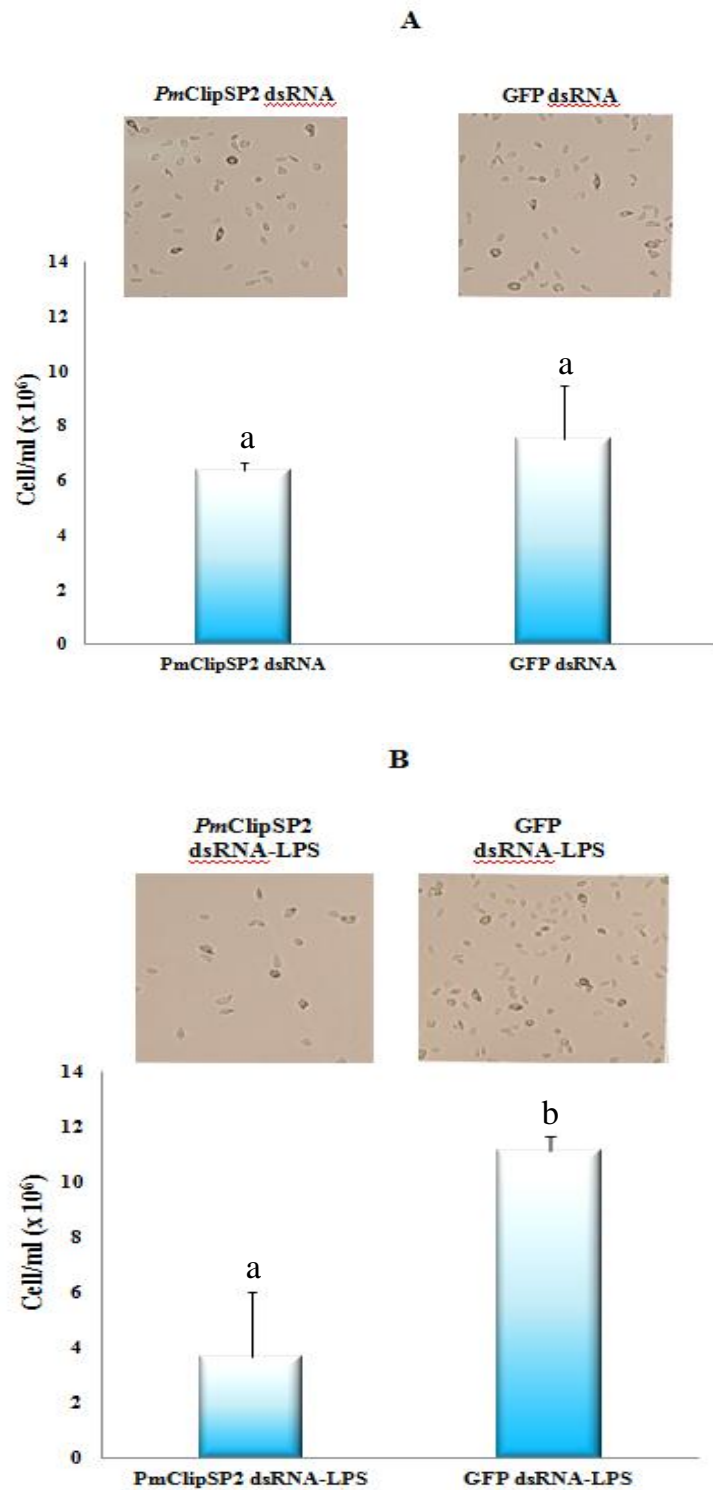 A
PmClipSP2 dsRNA
GFP dsRNA
14
12
10
8
6
4
2
0
Cell/ml (x 10⁶)
a
a
PmClipSP2 dsRNA
GFP dsRNA
B
PmClipSP2
dsRNA-LPS
GFP
dsRNA-LPS
14
12
10
8
6
4
2
0
Cell/ml (x 10⁶)
a
b
PmClipSP2 dsRNA-LPS
GFP dsRNA-LPS